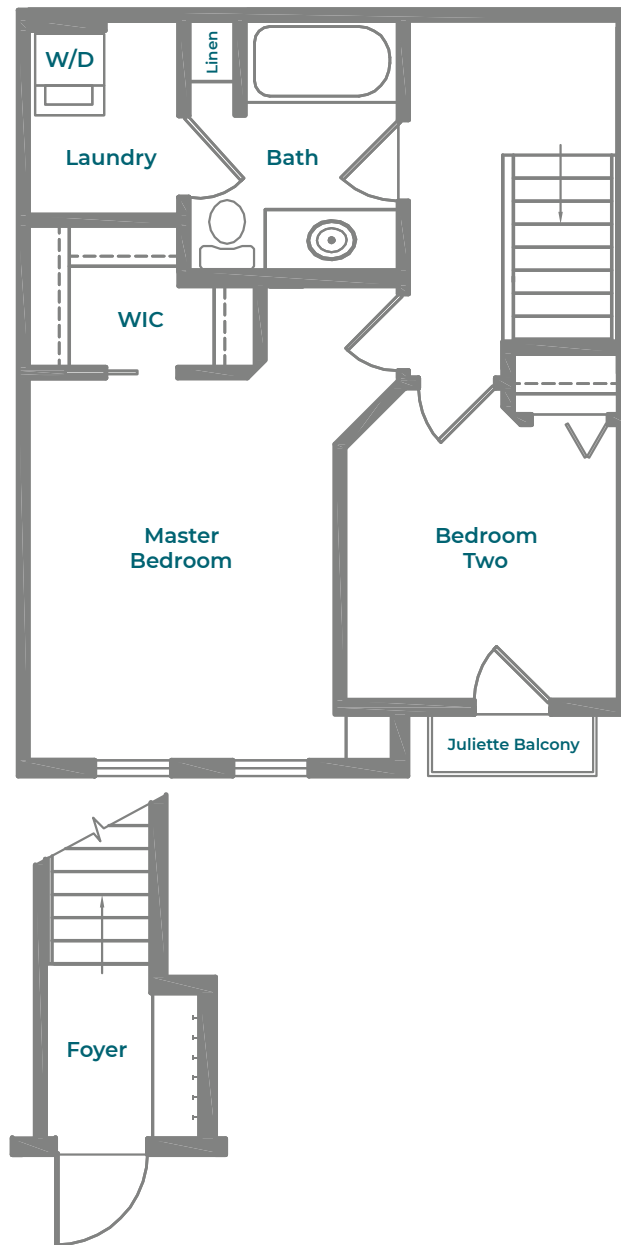 W/D
Linen
Laundry
Bath
WIC
Master
Bedroom
Bedroom
Two
Juliette Balcony
Foyer